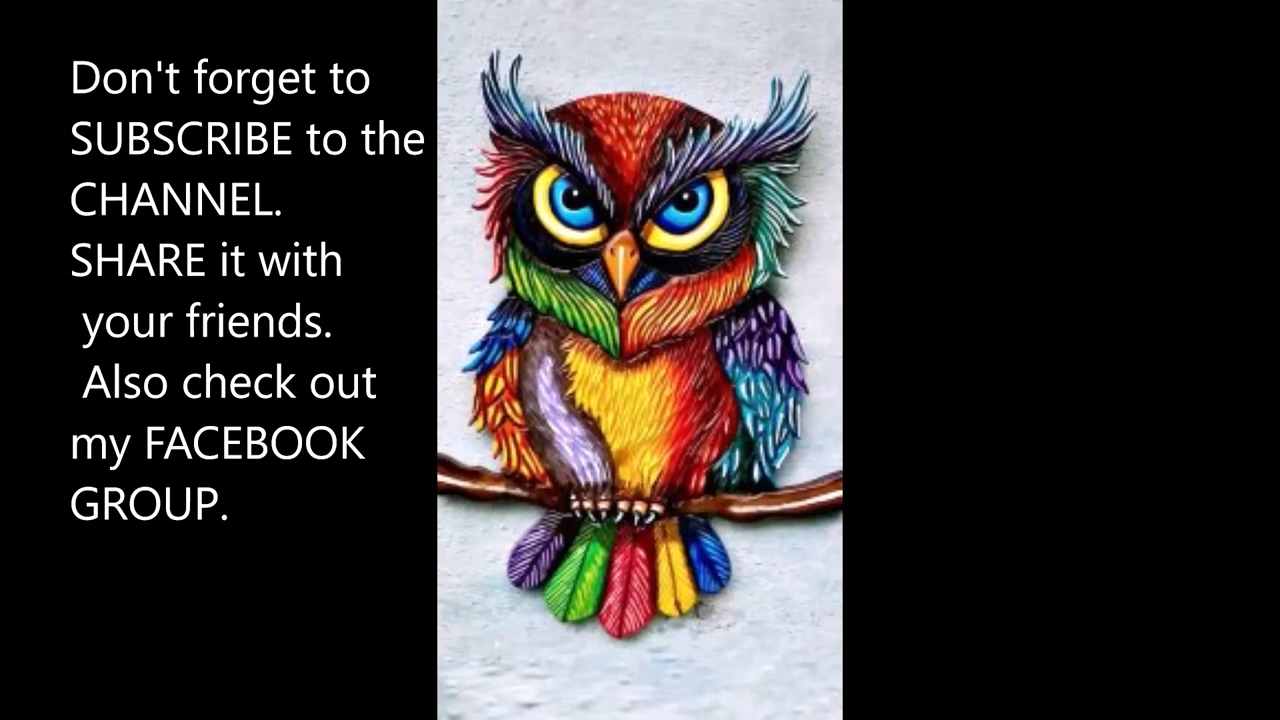 Don't forget to
SUBSCRIBE to the
CHANNEL.
SHARE it with
your friends.
Also check out
my FACEBOOK
GROUP.